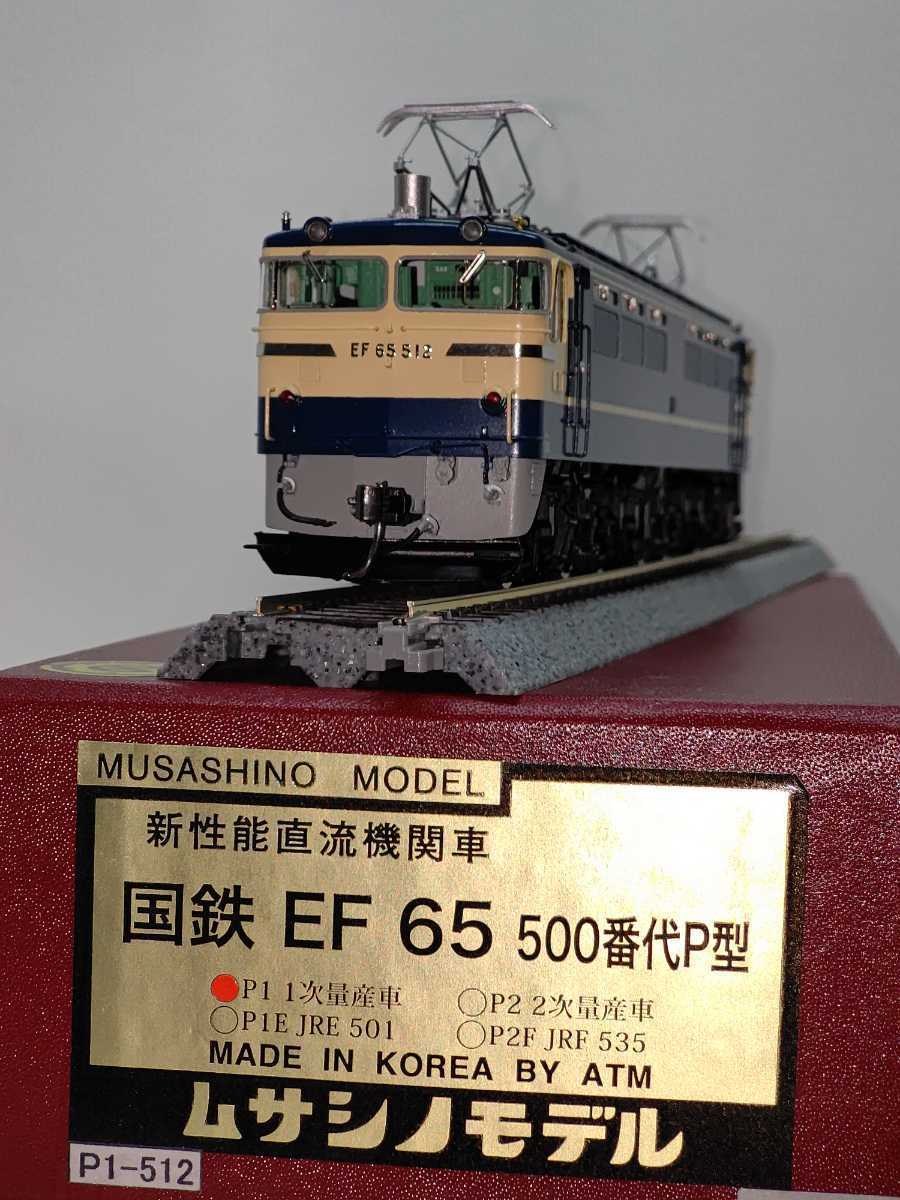 EF 65 512
MUSASHINO MODEL
新性能直流機関車
国鉄 EF 65 500番代P型
P1 1次量産車 P2 2次量産車
P1E JRE 501 P2F JRF 535
MADE IN KOREA BY ATM
ムサシノモデル
P1-512